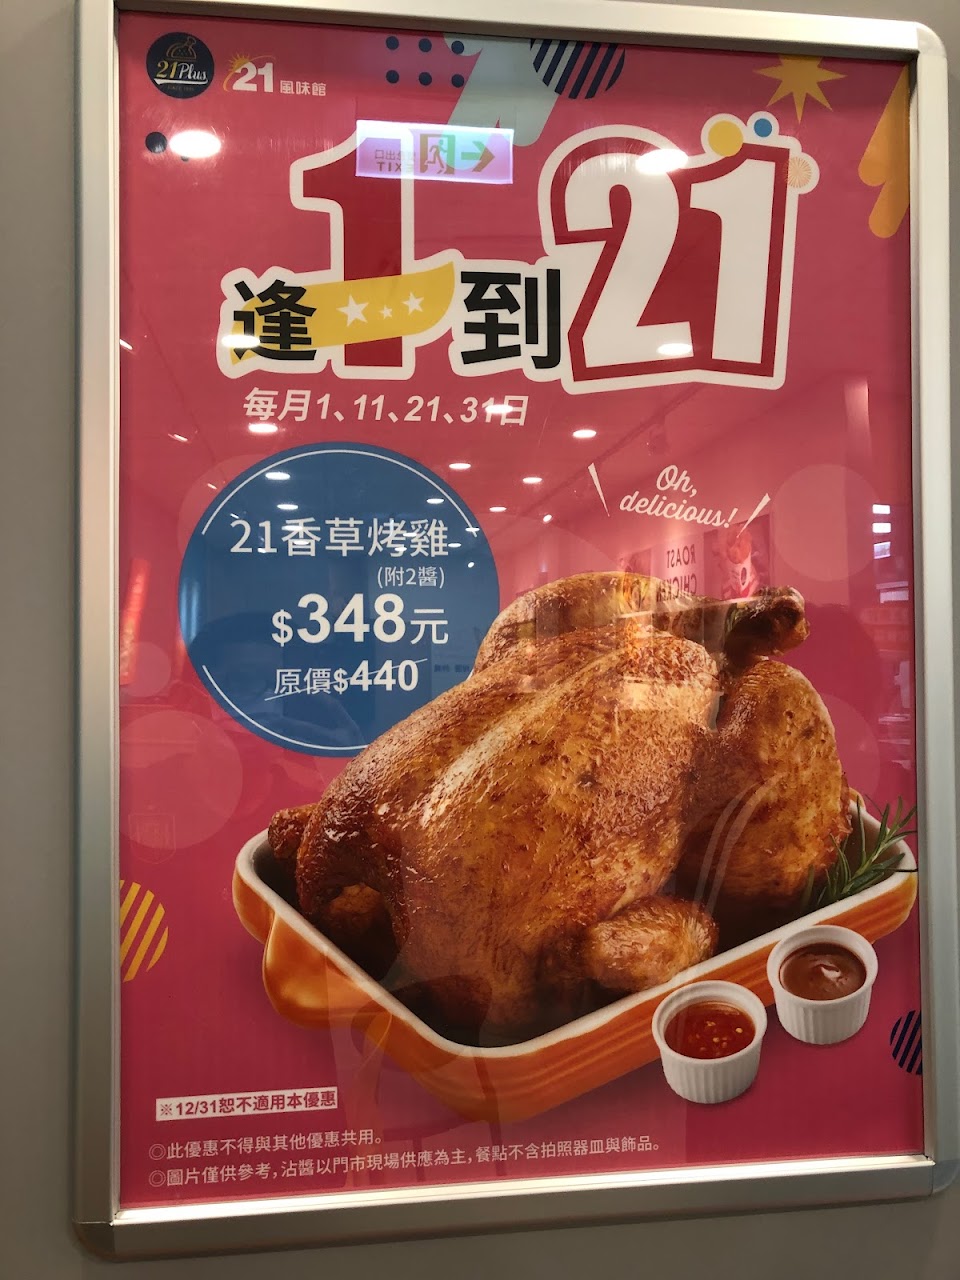 21Plus
21風味館
逢1到21
每月1、11、21、31日
Oh,
delicious!
21香草烤雞
(附2醬)
$348元
原價$440
ROAST
※12/31恕不適用本優惠
◎此優惠不得與其他優惠共用。
◎圖片僅供參考,沾醬以門市現場供應為主,餐點不含拍照器皿與飾品。